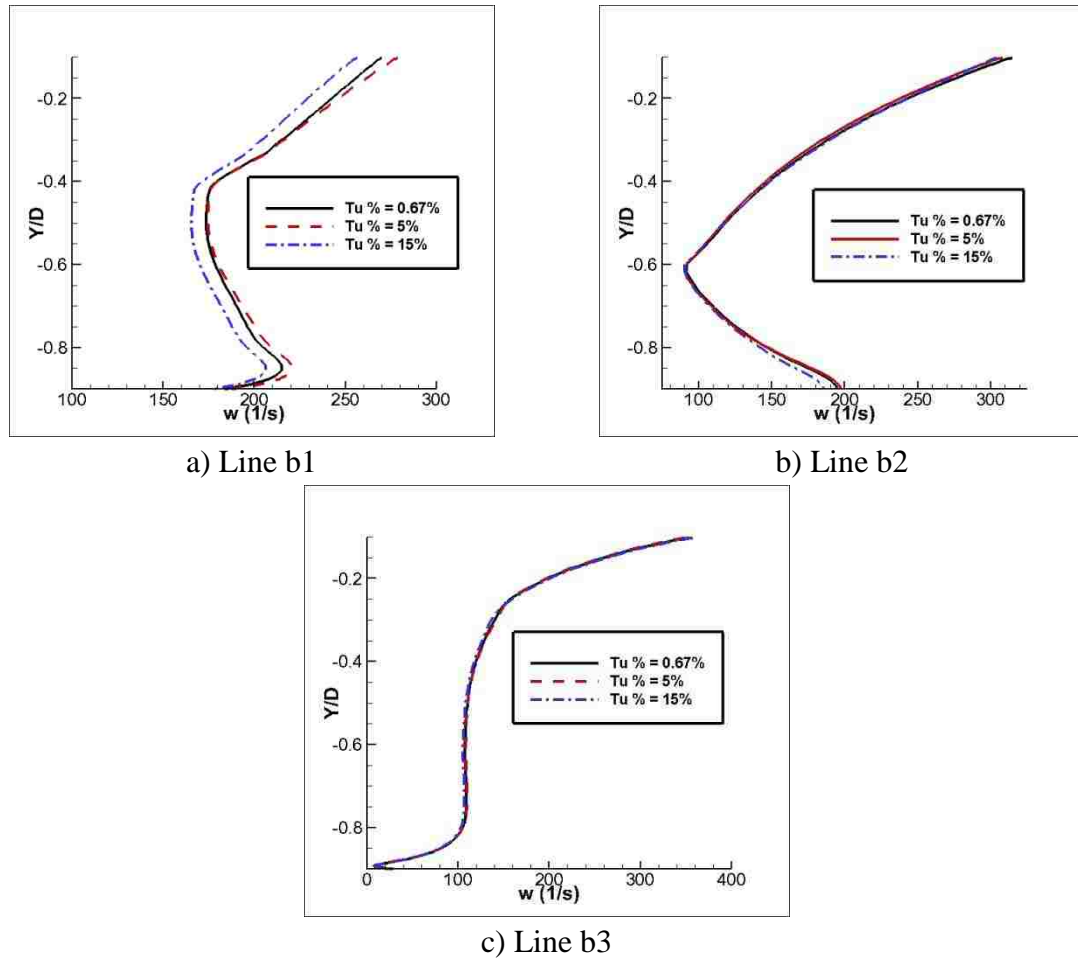 -0.2
-0.4
-0.6
-0.8
Y/D
Tu % = 0.67%
Tu % = 5%
Tu % = 15%
100
150
200
250
300
w (1/s)
a) Line b1
-0.2
-0.4
-0.6
-0.8
Y/D
Tu % = 0.67%
Tu % = 5%
Tu % = 15%
100
150
200
250
300
w (1/s)
b) Line b2
-0.2
-0.4
-0.6
-0.8
Y/D
Tu % = 0.67%
Tu % = 5%
Tu % = 15%
0
100
200
300
400
w (1/s)
c) Line b3